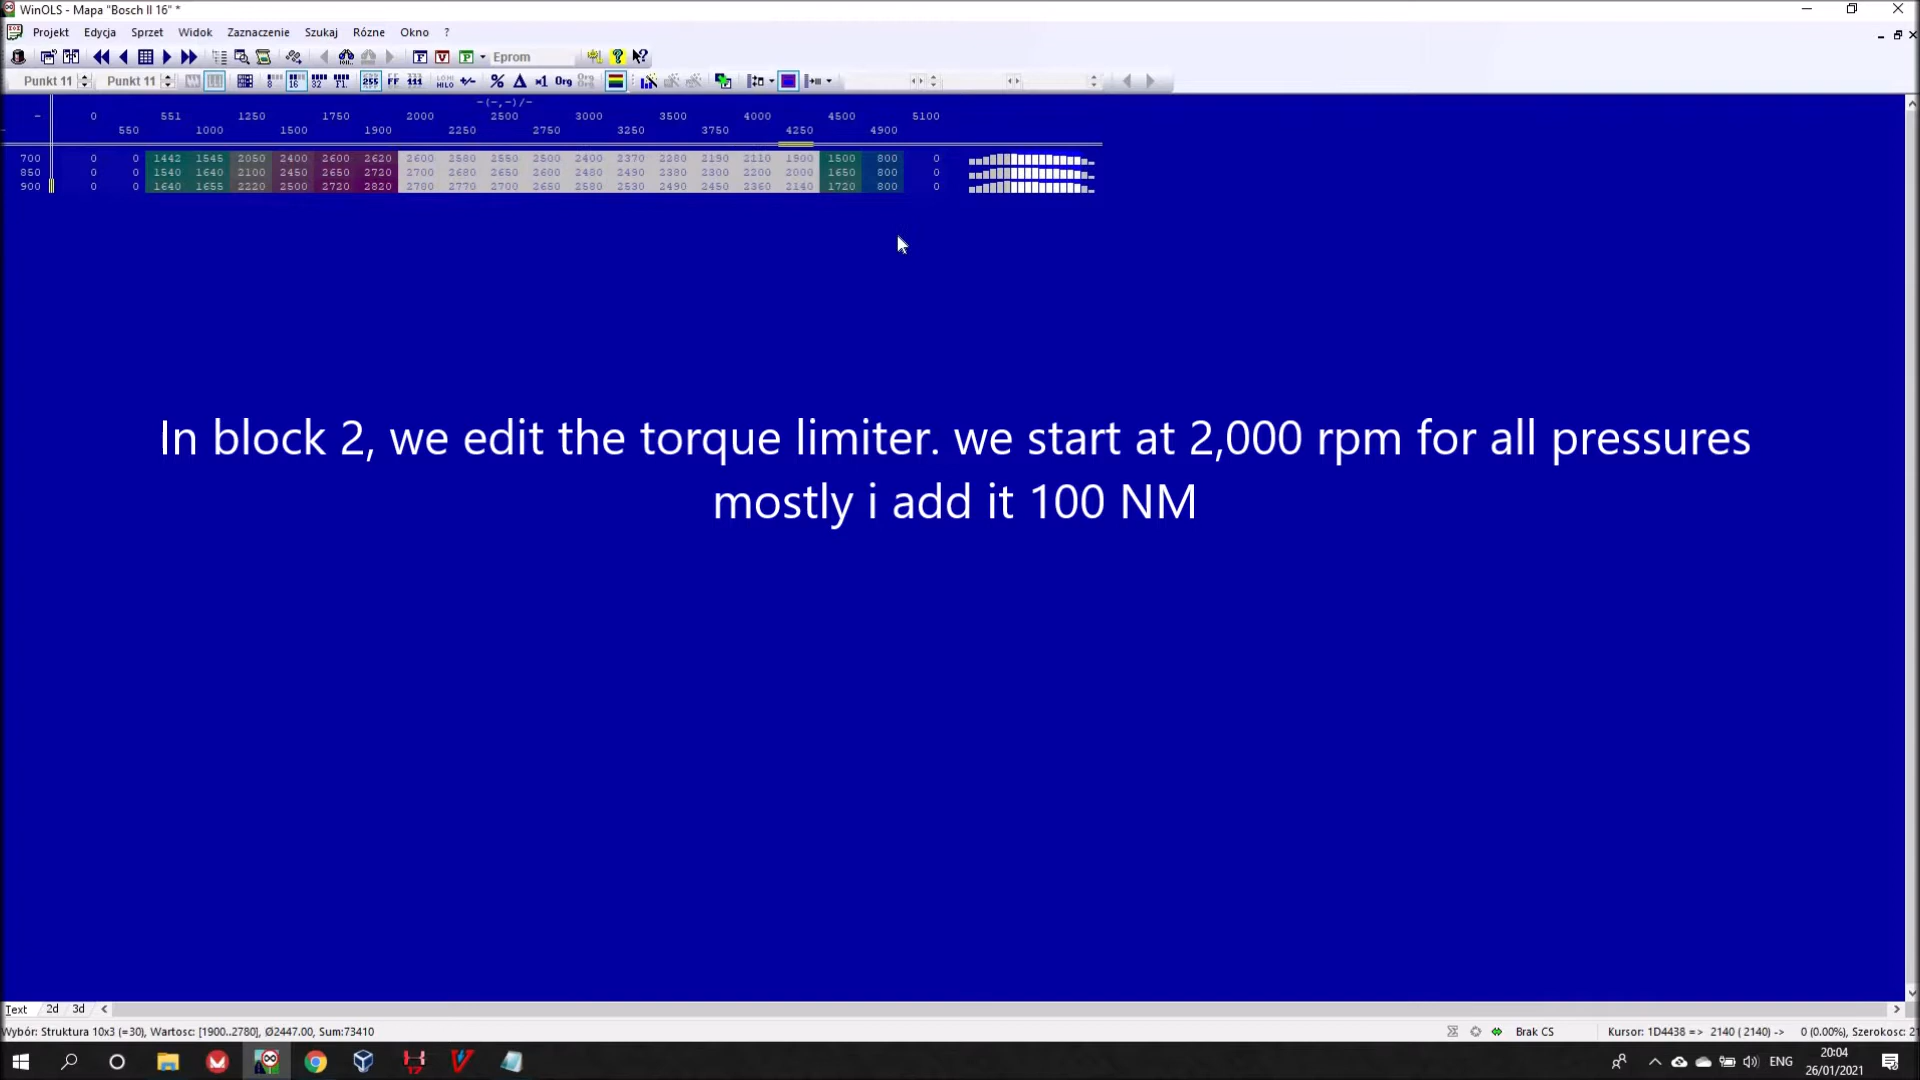 WinOLS - Mapa "Bosch II 16" *
Projekt Edycja Sprzet Widok Zaznaczenie Szukaj Różne Okno ?
Eprom
Punkt 11 Punkt 11
-(-,-)/-
- 0 551 1250 1750 2000 2500 3000 3500 4000 4500 5100
- 550 1000 1500 1900 2250 2750 3250 3750 4250 4900
700 0 0 1442 1545 2050 2400 2600 2620 2600 2580 2550 2500 2400 2370 2280 2190 2110 1900 1500 800 0
850 0 0 1540 1640 2100 2450 2650 2720 2700 2680 2650 2600 2480 2490 2380 2300 2200 2000 1650 800 0
900 0 0 1640 1655 2220 2500 2720 2820 2780 2770 2700 2650 2580 2530 2490 2450 2360 2140 1720 800 0
In block 2, we edit the torque limiter. we start at 2,000 rpm for all pressures
mostly i add it 100 NM
Text 2d 3d
Wybór: Struktura 10x3 (=30), Wartosc: [1900..2780], Ø2447.00, Sum:73410 Brak CS Kursor: 1D4438 => 2140 ( 2140) -> 0 (0.00%), Szerokosc: 2
ENG
20:04
26/01/2021